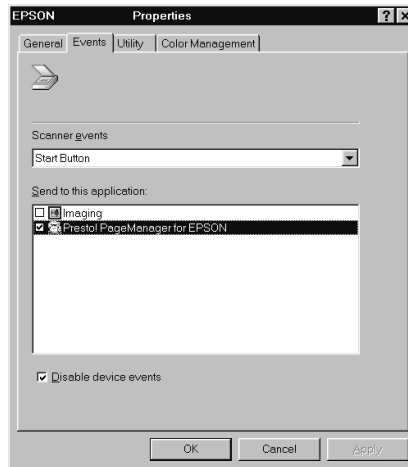 EPSON Properties
General Events Utility Color Management
Scanner events
Start Button
Send to this application:
Imaging
Presto! PageManager for EPSON
Disable device events
OK Cancel Apply